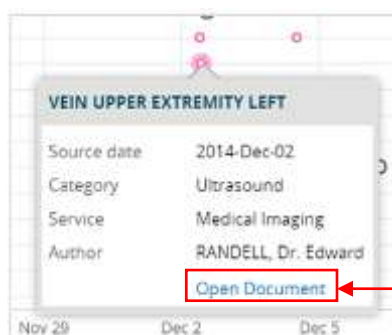 VEIN UPPER EXTREMITY LEFT
Source date 2014-Dec-02
Category Ultrasound
Service Medical Imaging
Author RANDELL, Dr. Edward
Open Document
Nov 29 Dec 2 Dec 5